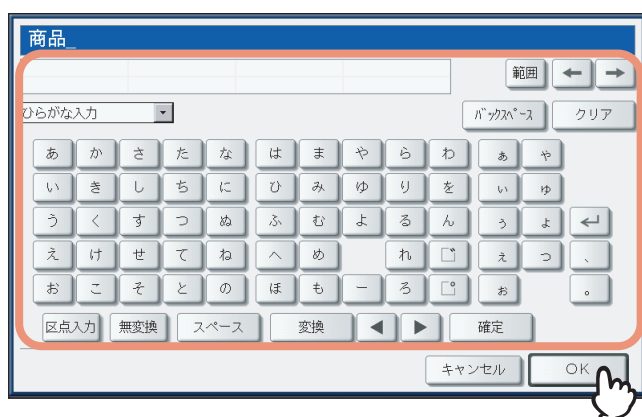 商品_
範囲 ← →
ひらがな入力 バックスペース クリア
あ か さ た な は ま や ら わ ぁ ゃ
い き し ち に ひ み ゆ り を ぃ ゅ
う く す つ ぬ ふ む よ る ん ぅ ょ
え け せ て ね へ め れ ゛ ぇ っ 、
お こ そ と の ほ も ー ろ ゜ ぉ 。
区点入力 無変換 スペース 変換 ◀ ▶ 確定
キャンセル OK